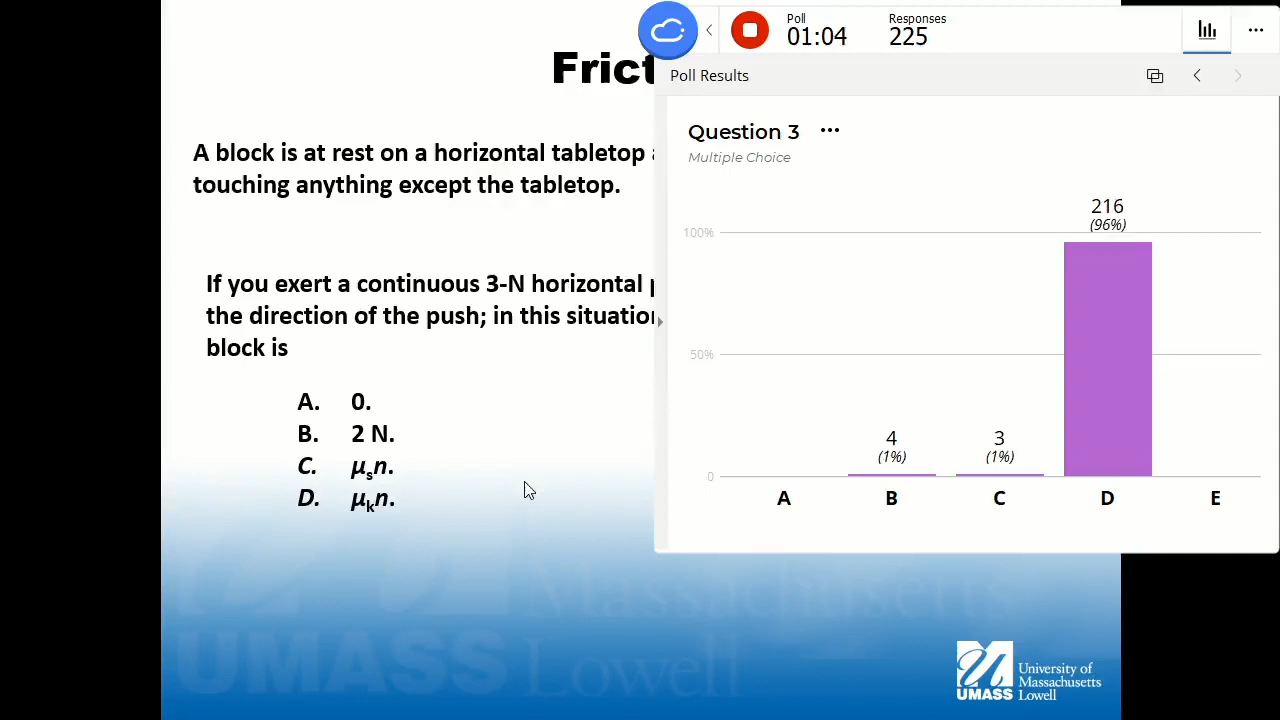 Frict
A block is at rest on a horizontal tabletop
touching anything except the tabletop.
If you exert a continuous 3-N horizontal
the direction of the push; in this situation
block is
A. 0.
B. 2 N.
C. μsn.
D. μkn.
Poll
01:04
Responses
225
Poll Results
Question 3
Multiple Choice
216
(96%)
100%
50%
0
4
(1%)
3
(1%)
A B C D E
Massachusetts
UMASS Lowell
UMASS
University of
Massachusetts
Lowell